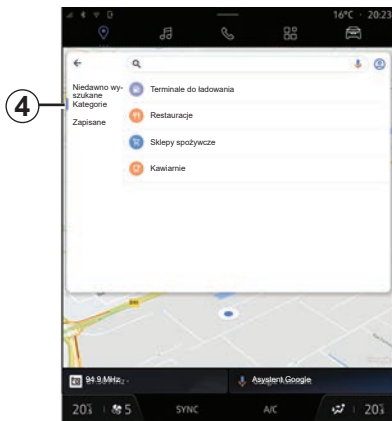 16°C · 20:23
Niedawno wy-
szukane
Kategorie
Zapisane
Terminale do ładowania
Restauracje
Sklepy spożywcze
Kawiarnie
4
94.9 MHz
Asystent Google
20 5 SYNC A/C 20